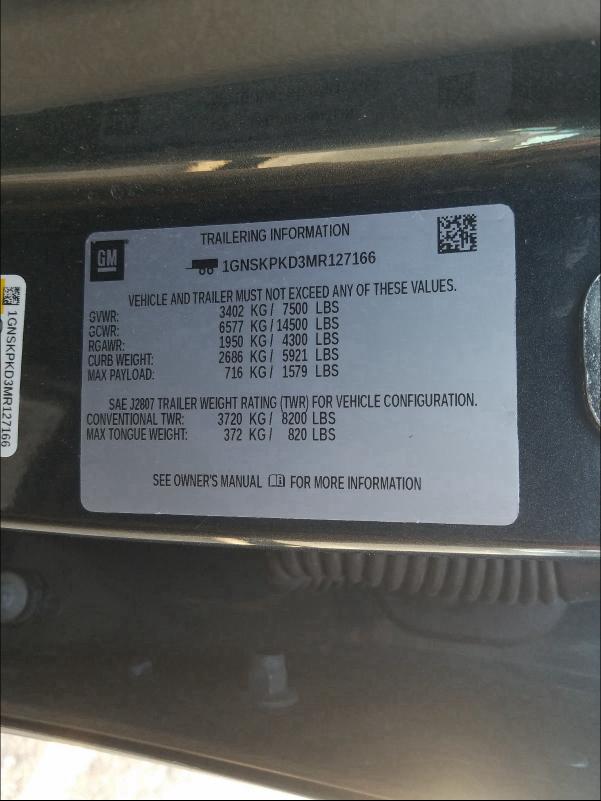 GM
TRAILERING INFORMATION
1GNSKPKD3MR127166
VEHICLE AND TRAILER MUST NOT EXCEED ANY OF THESE VALUES.
GVWR: 3402 KG / 7500 LBS
GCWR: 6577 KG / 14500 LBS
RGAWR: 1950 KG / 4300 LBS
CURB WEIGHT: 2686 KG / 5921 LBS
MAX PAYLOAD: 716 KG / 1579 LBS
SAE J2807 TRAILER WEIGHT RATING (TWR) FOR VEHICLE CONFIGURATION.
CONVENTIONAL TWR: 3720 KG / 8200 LBS
MAX TONGUE WEIGHT: 372 KG / 820 LBS
SEE OWNER'S MANUAL FOR MORE INFORMATION
1GNSKPKD3MR127166